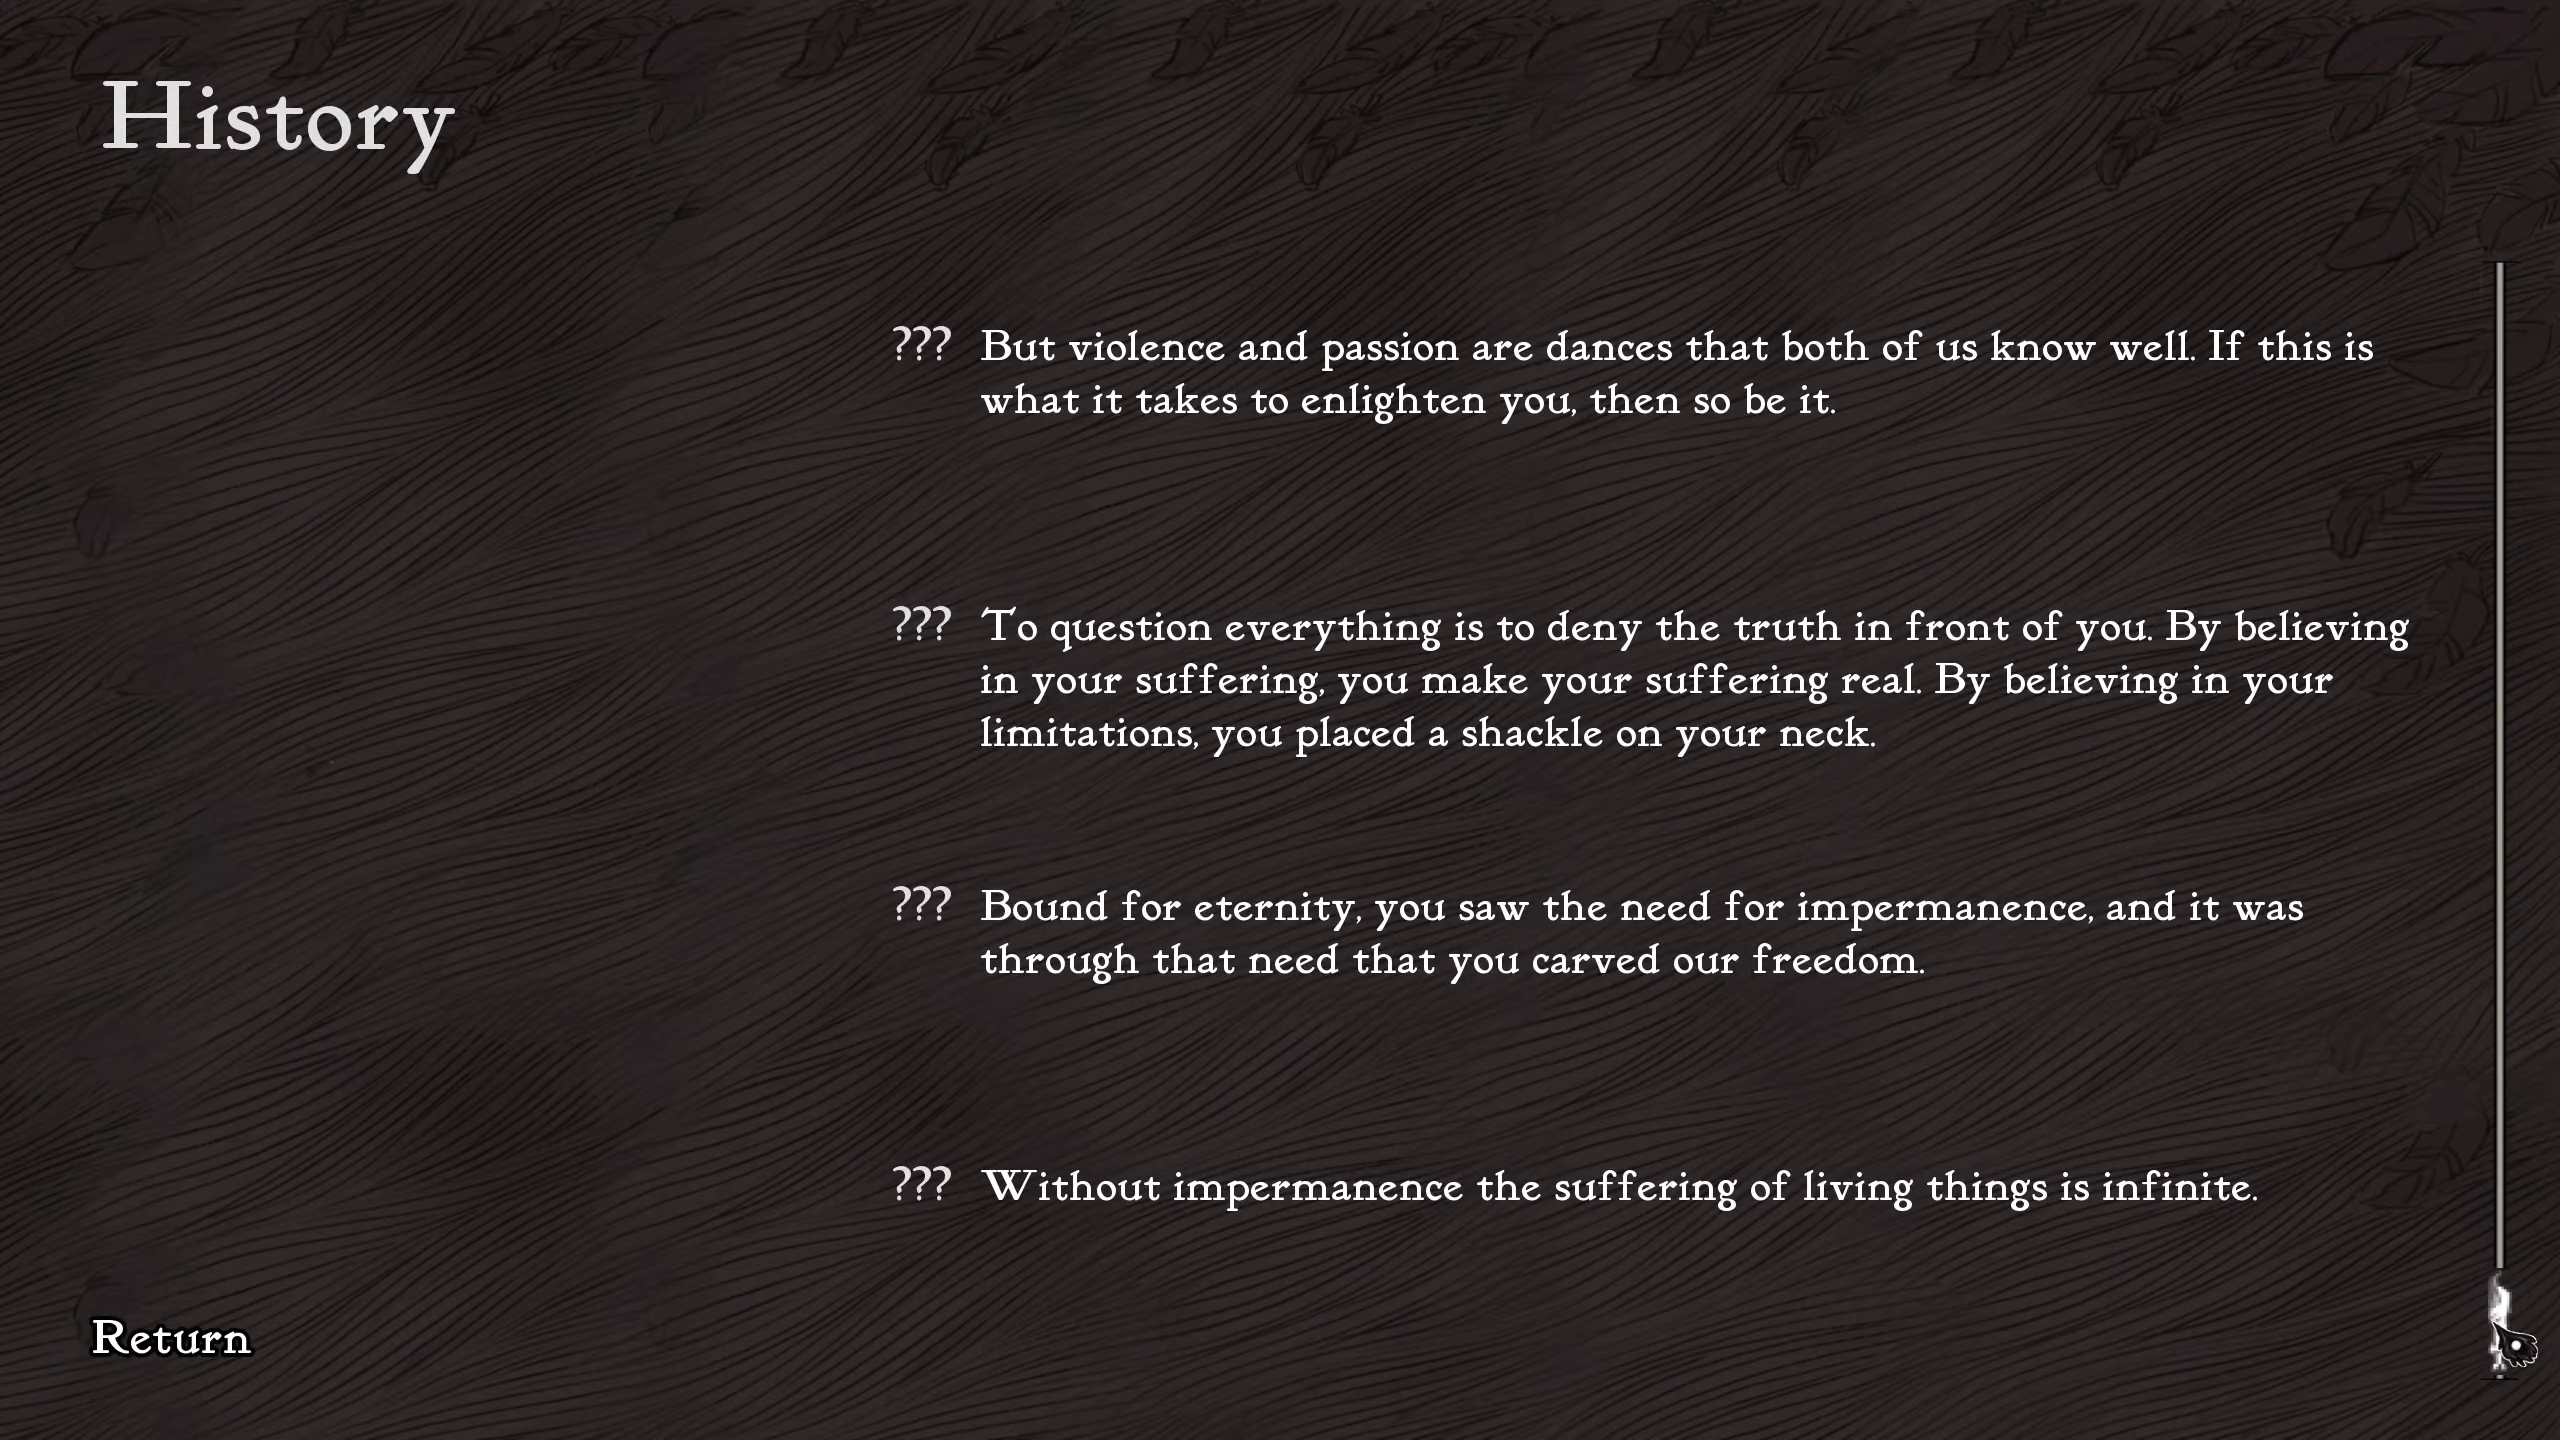 History
??? But violence and passion are dances that both of us know well. If this is
what it takes to enlighten you, then so be it.
??? To question everything is to deny the truth in front of you. By believing
in your suffering, you make your suffering real. By believing in your
limitations, you placed a shackle on your neck.
??? Bound for eternity, you saw the need for impermanence, and it was
through that need that you carved our freedom.
??? Without impermanence the suffering of living things is infinite.
Return